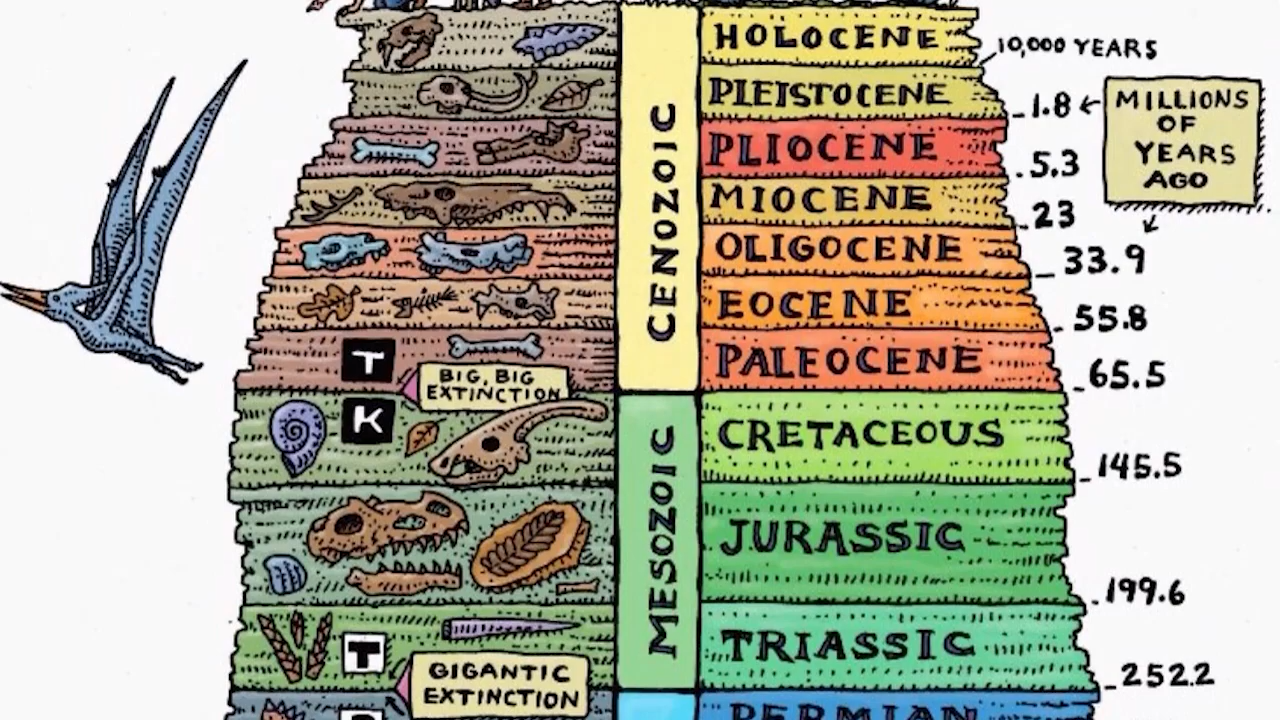 HOLOCENE
10,000 YEARS
PLEISTOCENE
1.8
MILLIONS
OF
YEARS
AGO
PLIOCENE
5.3
MIOCENE
23
OLIGOCENE
33.9
EOCENE
55.8
PALEOCENE
65.5
CENOZOIC
T
BIG, BIG
EXTINCTION
K
CRETACEOUS
145.5
JURASSIC
199.6
MESOZOIC
TRIASSIC
252.2
T
GIGANTIC
EXTINCTION
PERMIAN